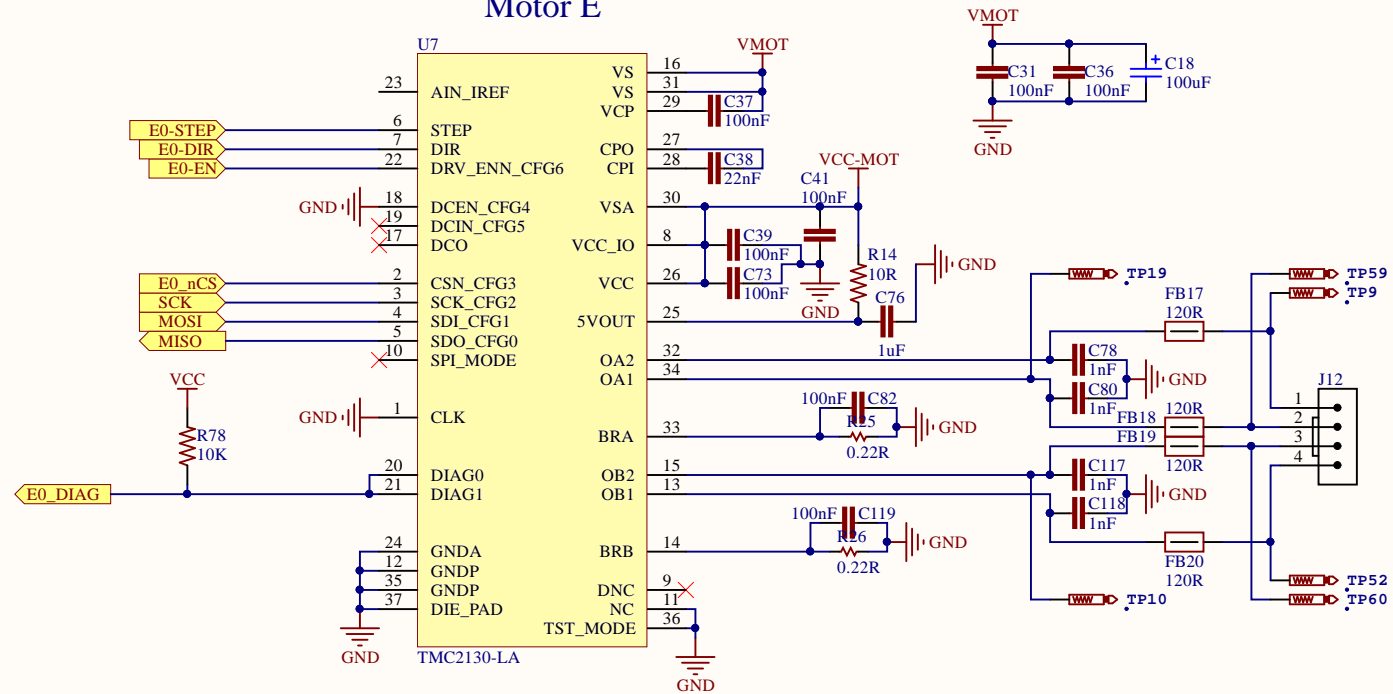 Motor E
U7
VMOT
23 AIN_IREF
E0-STEP 6 STEP
E0-DIR 7 DIR
E0-EN 22 DRV_ENN_CFG6
GND 18 DCEN_CFG4
19 DCIN_CFG5
17 DCO
E0_nCS 2 CSN_CFG3
SCK 3 SCK_CFG2
MOSI 4 SDI_CFG1
MISO 5 SDO_CFG0
10 SPI_MODE
VCC
R78
10K
GND 1 CLK
20 DIAG0
E0_DIAG 21 DIAG1
24 GNDA
12 GNDP
35 GNDP
37 DIE_PAD
GND
TMC2130-LA
VS 16
VS 31
VCP 29
C37
100nF
CPO 27
CPI 28
C38
22nF
VCC-MOT
C41
100nF
VSA 30
VCC_IO 8
C39
100nF
VCC 26
C73
100nF
GND
R14
10R
GND
C76
1uF
5VOUT 25
OA2 32
OA1 34
BRA 33
100nF C82
R25
0.22R
GND
OB2 15
OB1 13
BRB 14
100nF C119
R26
0.22R
GND
DNC 9
NC 11
TST_MODE 36
GND
VMOT
C31
100nF
C36
100nF
+
C18
100uF
GND
TP19
TP59
TP9
FB17
120R
C78
1nF
GND
C80
1nF
FB18 120R
FB19
120R
C117
1nF
GND
C118
1nF
FB20
120R
J12
1
2
3
4
TP52
TP10
TP60